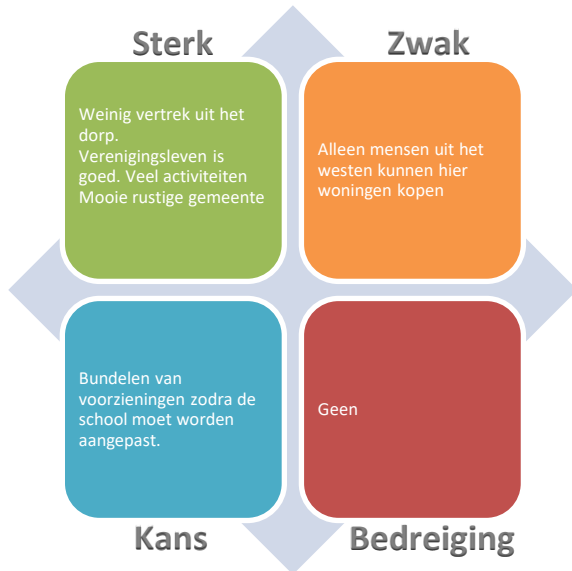 Sterk
Zwak
Weinig vertrek uit het
dorp.
Verenigingsleven is
goed. Veel activiteiten
Mooie rustige gemeente
Alleen mensen uit het
westen kunnen hier
woningen kopen
Bundelen van
voorzieningen zodra de
school moet worden
aangepast.
Geen
Kans
Bedreiging